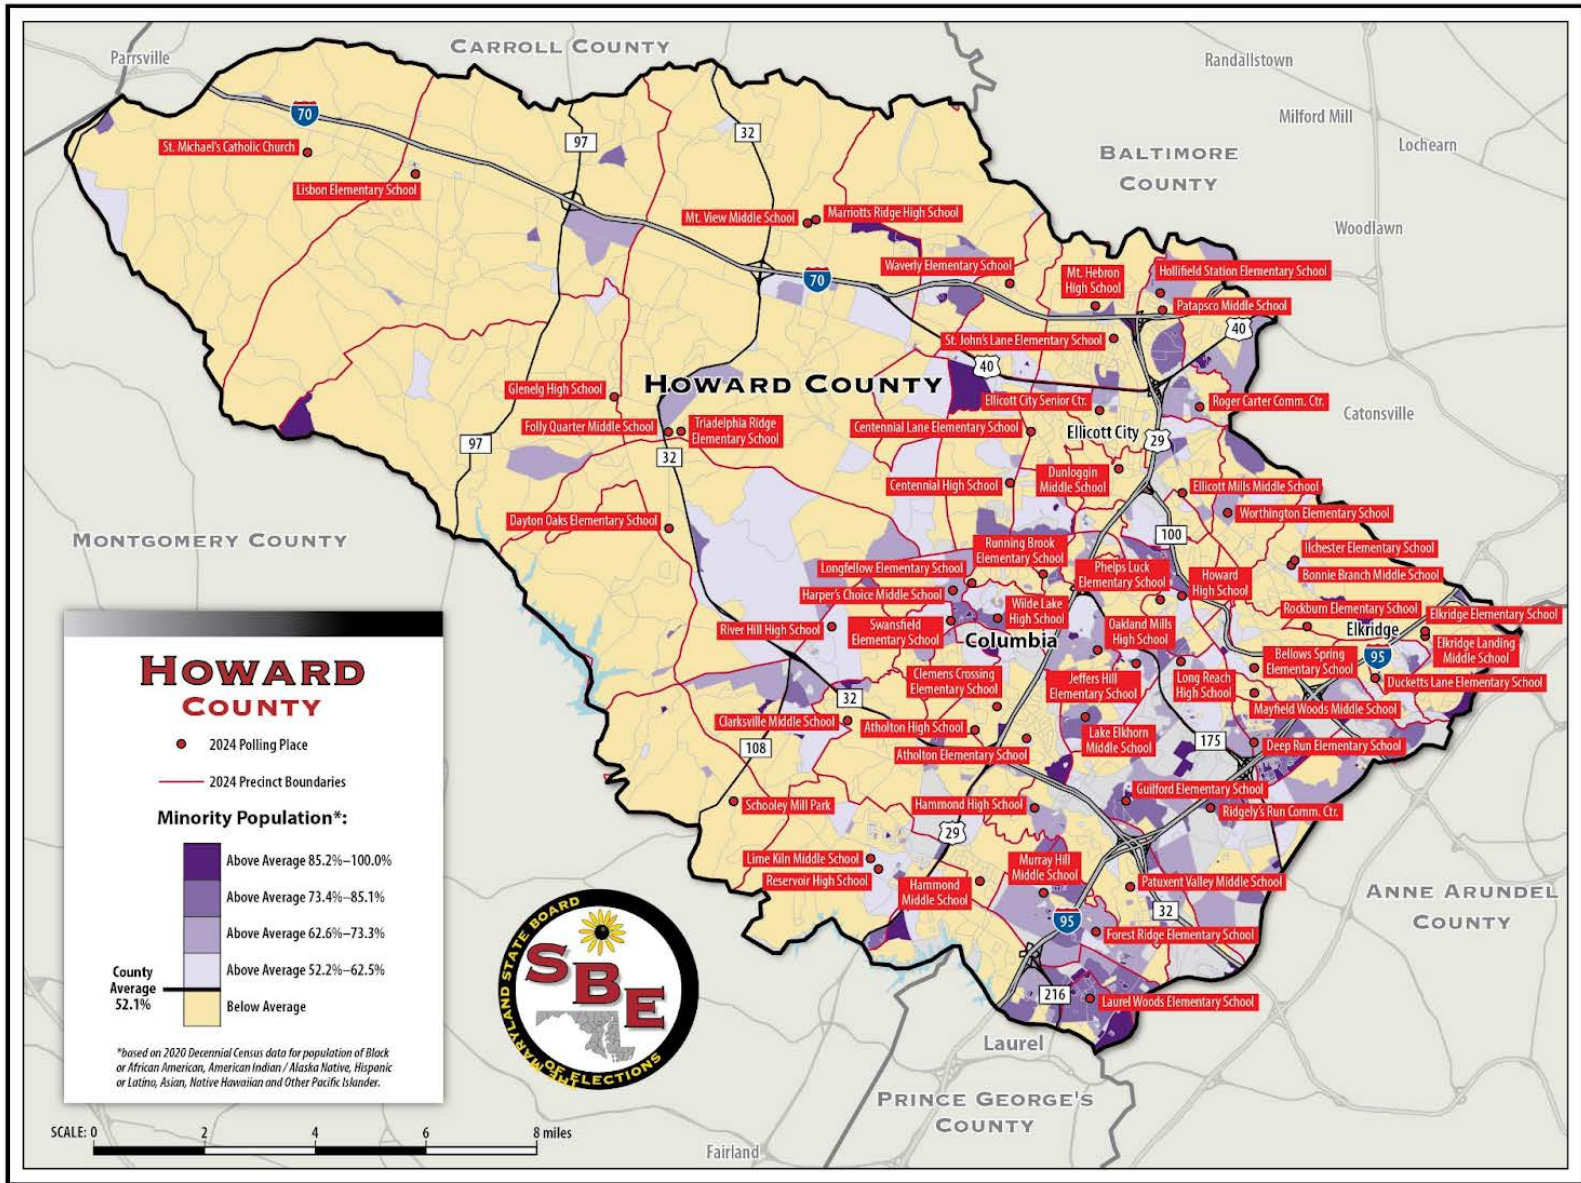 CARROLL COUNTY
Parrsville
Randallstown
Milford Mill
Lochearn
BALTIMORE
COUNTY
Woodlawn
Catonsville
70
97
32
St. Michael's Catholic Church
Lisbon Elementary School
Mt. View Middle School
Marriotts Ridge High School
Waverly Elementary School
Mt. Hebron
High School
Hollifield Station Elementary School
Patapsco Middle School
70
40
St. John's Lane Elementary School
40
HOWARD COUNTY
Glenelg High School
Ellicott City Senior Ctr.
Roger Carter Comm. Ctr.
Folly Quarter Middle School
Triadelphia Ridge
Elementary School
Centennial Lane Elementary School
Ellicott City
29
97
32
Centennial High School
Dunloggin
Middle School
Ellicott Mills Middle School
Worthington Elementary School
Dayton Oaks Elementary School
MONTGOMERY COUNTY
100
Running Brook
Elementary School
Ilchester Elementary School
Bonnie Branch Middle School
Longfellow Elementary School
Phelps Luck
Elementary School
Howard
High School
Harper's Choice Middle School
Rockburn Elementary School
Elkridge Elementary School
River Hill High School
Swansfield
Elementary School
Wilde Lake
High School
Oakland Mills
High School
Elkridge
Columbia
Elkridge Landing
Middle School
95
Bellows Spring
Elementary School
Clemens Crossing
Elementary School
Jeffers Hill
Elementary School
Long Reach
High School
Ducketts Lane Elementary School
Mayfield Woods Middle School
32
Clarksville Middle School
Atholton High School
Lake Elkhorn
Middle School
175
Deep Run Elementary School
108
Atholton Elementary School
Guilford Elementary School
Schooley Mill Park
Hammond High School
Ridgely's Run Comm. Ctr.
29
Lime Kiln Middle School
Reservoir High School
Murray Hill
Middle School
Hammond
Middle School
Patuxent Valley Middle School
32
95
Forest Ridge Elementary School
216
Laurel Woods Elementary School
Laurel
ANNE ARUNDEL
COUNTY
PRINCE GEORGE'S
COUNTY
Fairland
HOWARD
COUNTY
2024 Polling Place
2024 Precinct Boundaries
Minority Population*:
Above Average 85.2%–100.0%
Above Average 73.4%–85.1%
Above Average 62.6%–73.3%
Above Average 52.2%–62.5%
County
Average
52.1%
Below Average
*based on 2020 Decennial Census data for population of Black
or African American, American Indian / Alaska Native, Hispanic
or Latino, Asian, Native Hawaiian and Other Pacific Islander.
THE MARYLAND STATE BOARD
OF ELECTIONS
SBE
SCALE: 0 2 4 6 8 miles